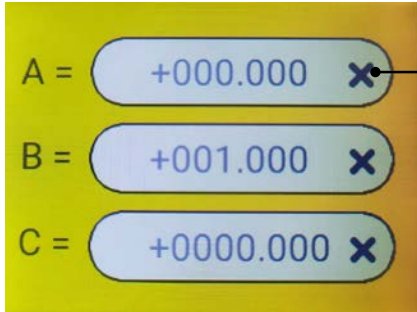 A = +000.000 ×
B = +001.000 ×
C = +0000.000 ×